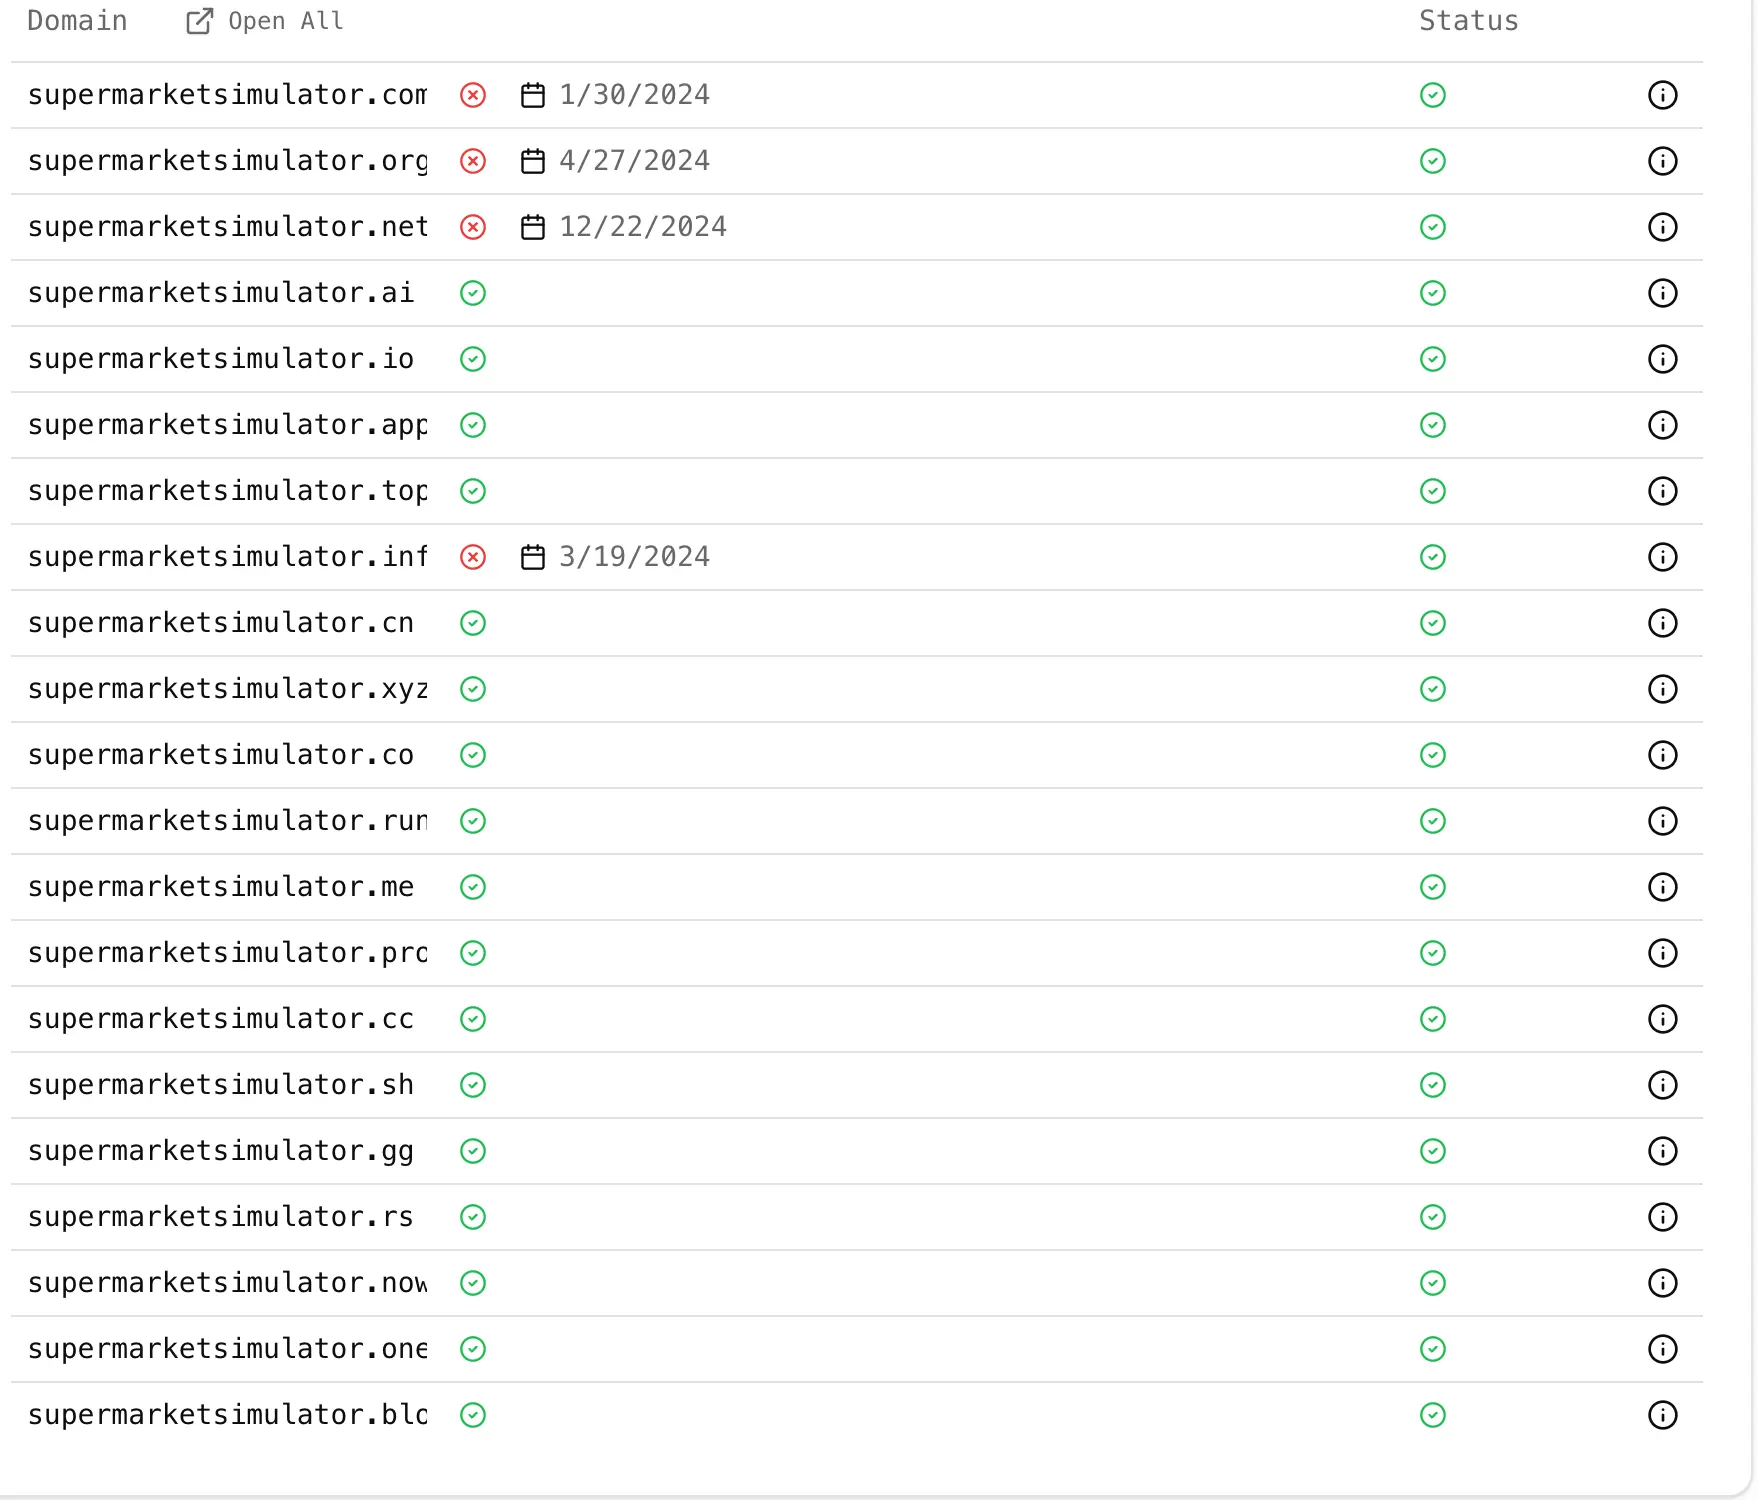 Domain Open All Status
supermarketsimulator.com 1/30/2024
supermarketsimulator.org 4/27/2024
supermarketsimulator.net 12/22/2024
supermarketsimulator.ai
supermarketsimulator.io
supermarketsimulator.app
supermarketsimulator.top
supermarketsimulator.inf 3/19/2024
supermarketsimulator.cn
supermarketsimulator.xyz
supermarketsimulator.co
supermarketsimulator.run
supermarketsimulator.me
supermarketsimulator.pro
supermarketsimulator.cc
supermarketsimulator.sh
supermarketsimulator.gg
supermarketsimulator.rs
supermarketsimulator.now
supermarketsimulator.one
supermarketsimulator.blo